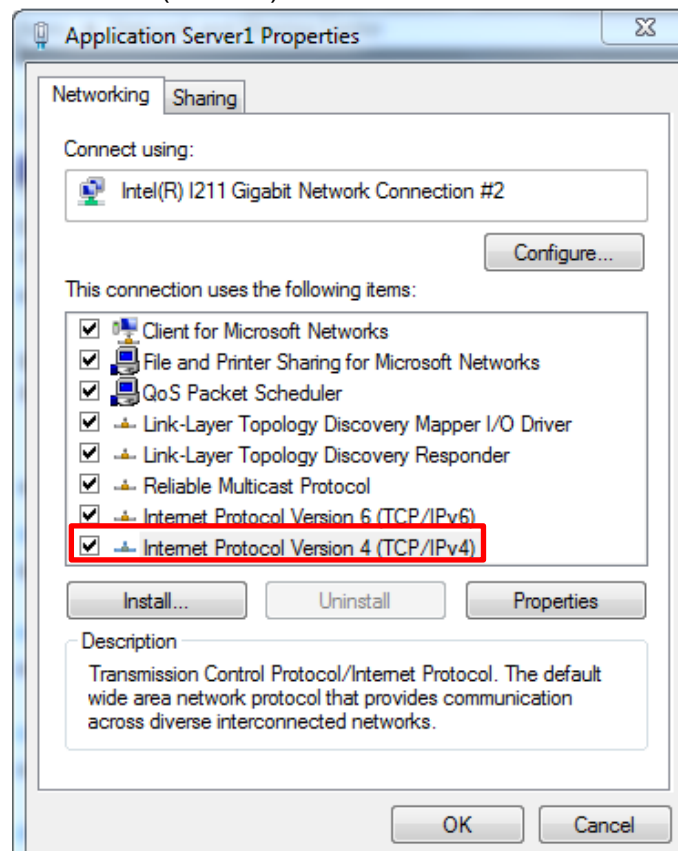 Application Server1 Properties
Networking
Sharing
Connect using:
Intel(R) I211 Gigabit Network Connection #2
Configure...
This connection uses the following items:
Client for Microsoft Networks
File and Printer Sharing for Microsoft Networks
QoS Packet Scheduler
Link-Layer Topology Discovery Mapper I/O Driver
Link-Layer Topology Discovery Responder
Reliable Multicast Protocol
Internet Protocol Version 6 (TCP/IPv6)
Internet Protocol Version 4 (TCP/IPv4)
Install...
Uninstall
Properties
Description
Transmission Control Protocol/Internet Protocol. The default
wide area network protocol that provides communication
across diverse interconnected networks.
OK
Cancel